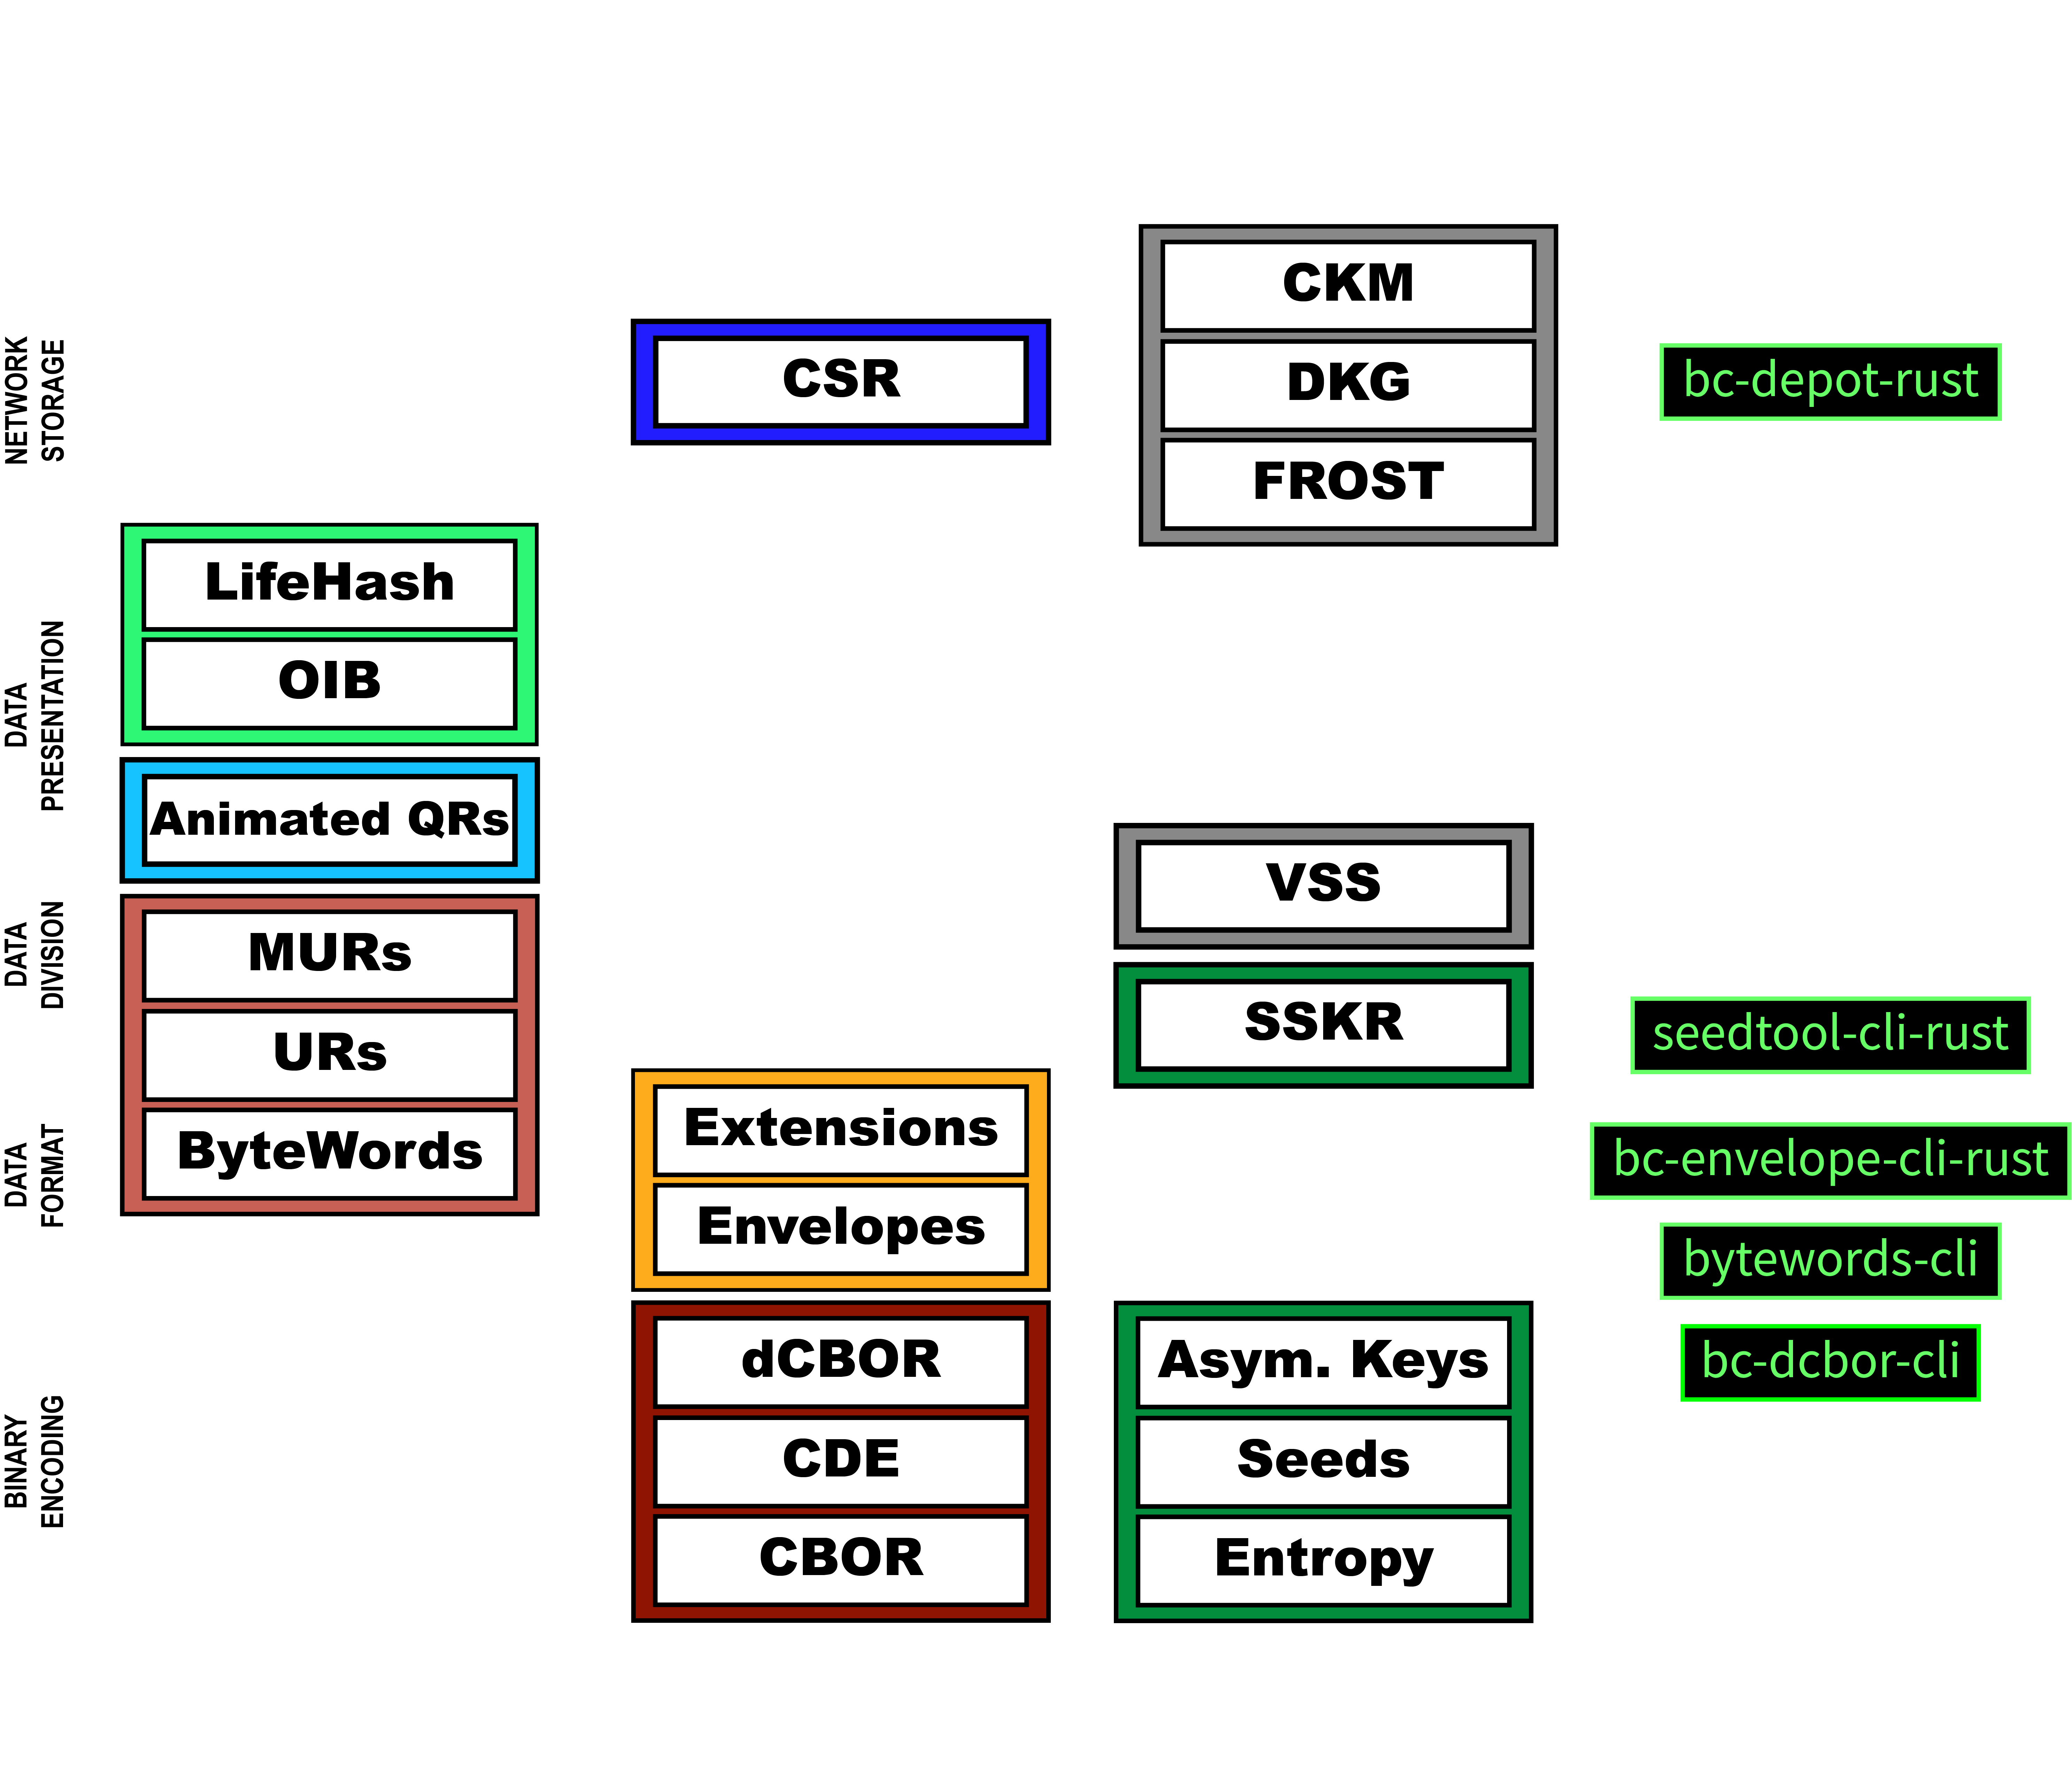 NETWORK
STORAGE
DATA
PRESENTATION
DATA
DIVISION
DATA
FORMAT
BINARY
ENCODING
LifeHash
OIB
Animated QRs
MURs
URs
ByteWords
CSR
Extensions
Envelopes
dCBOR
CDE
CBOR
CKM
DKG
FROST
VSS
SSKR
Asym. Keys
Seeds
Entropy
bc-depot-rust
seedtool-cli-rust
bc-envelope-cli-rust
bytewords-cli
bc-dcbor-cli